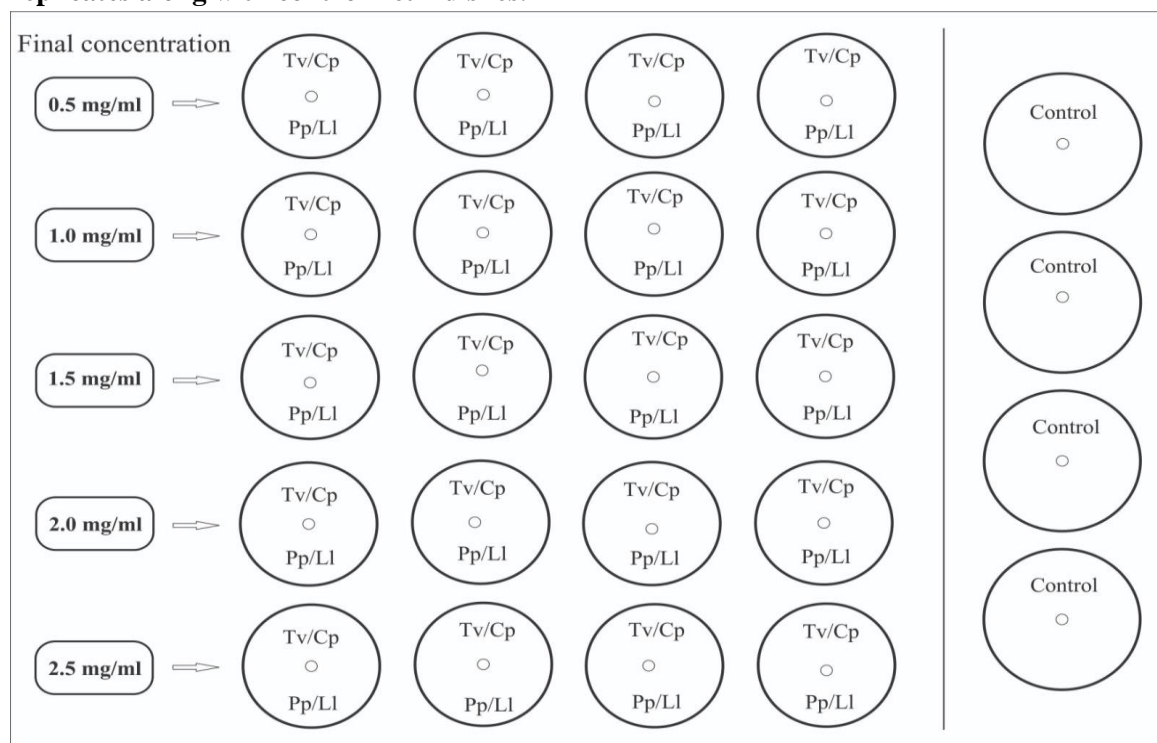 Final concentration
0.5 mg/ml
Tv/Cp Tv/Cp Tv/Cp Tv/Cp
Pp/Ll Pp/Ll Pp/Ll Pp/Ll
1.0 mg/ml
Tv/Cp Tv/Cp Tv/Cp Tv/Cp
Pp/Ll Pp/Ll Pp/Ll Pp/Ll
1.5 mg/ml
Tv/Cp Tv/Cp Tv/Cp Tv/Cp
Pp/Ll Pp/Ll Pp/Ll Pp/Ll
2.0 mg/ml
Tv/Cp Tv/Cp Tv/Cp Tv/Cp
Pp/Ll Pp/Ll Pp/Ll Pp/Ll
2.5 mg/ml
Tv/Cp Tv/Cp Tv/Cp Tv/Cp
Pp/Ll Pp/Ll Pp/Ll Pp/Ll
Control
Control
Control
Control